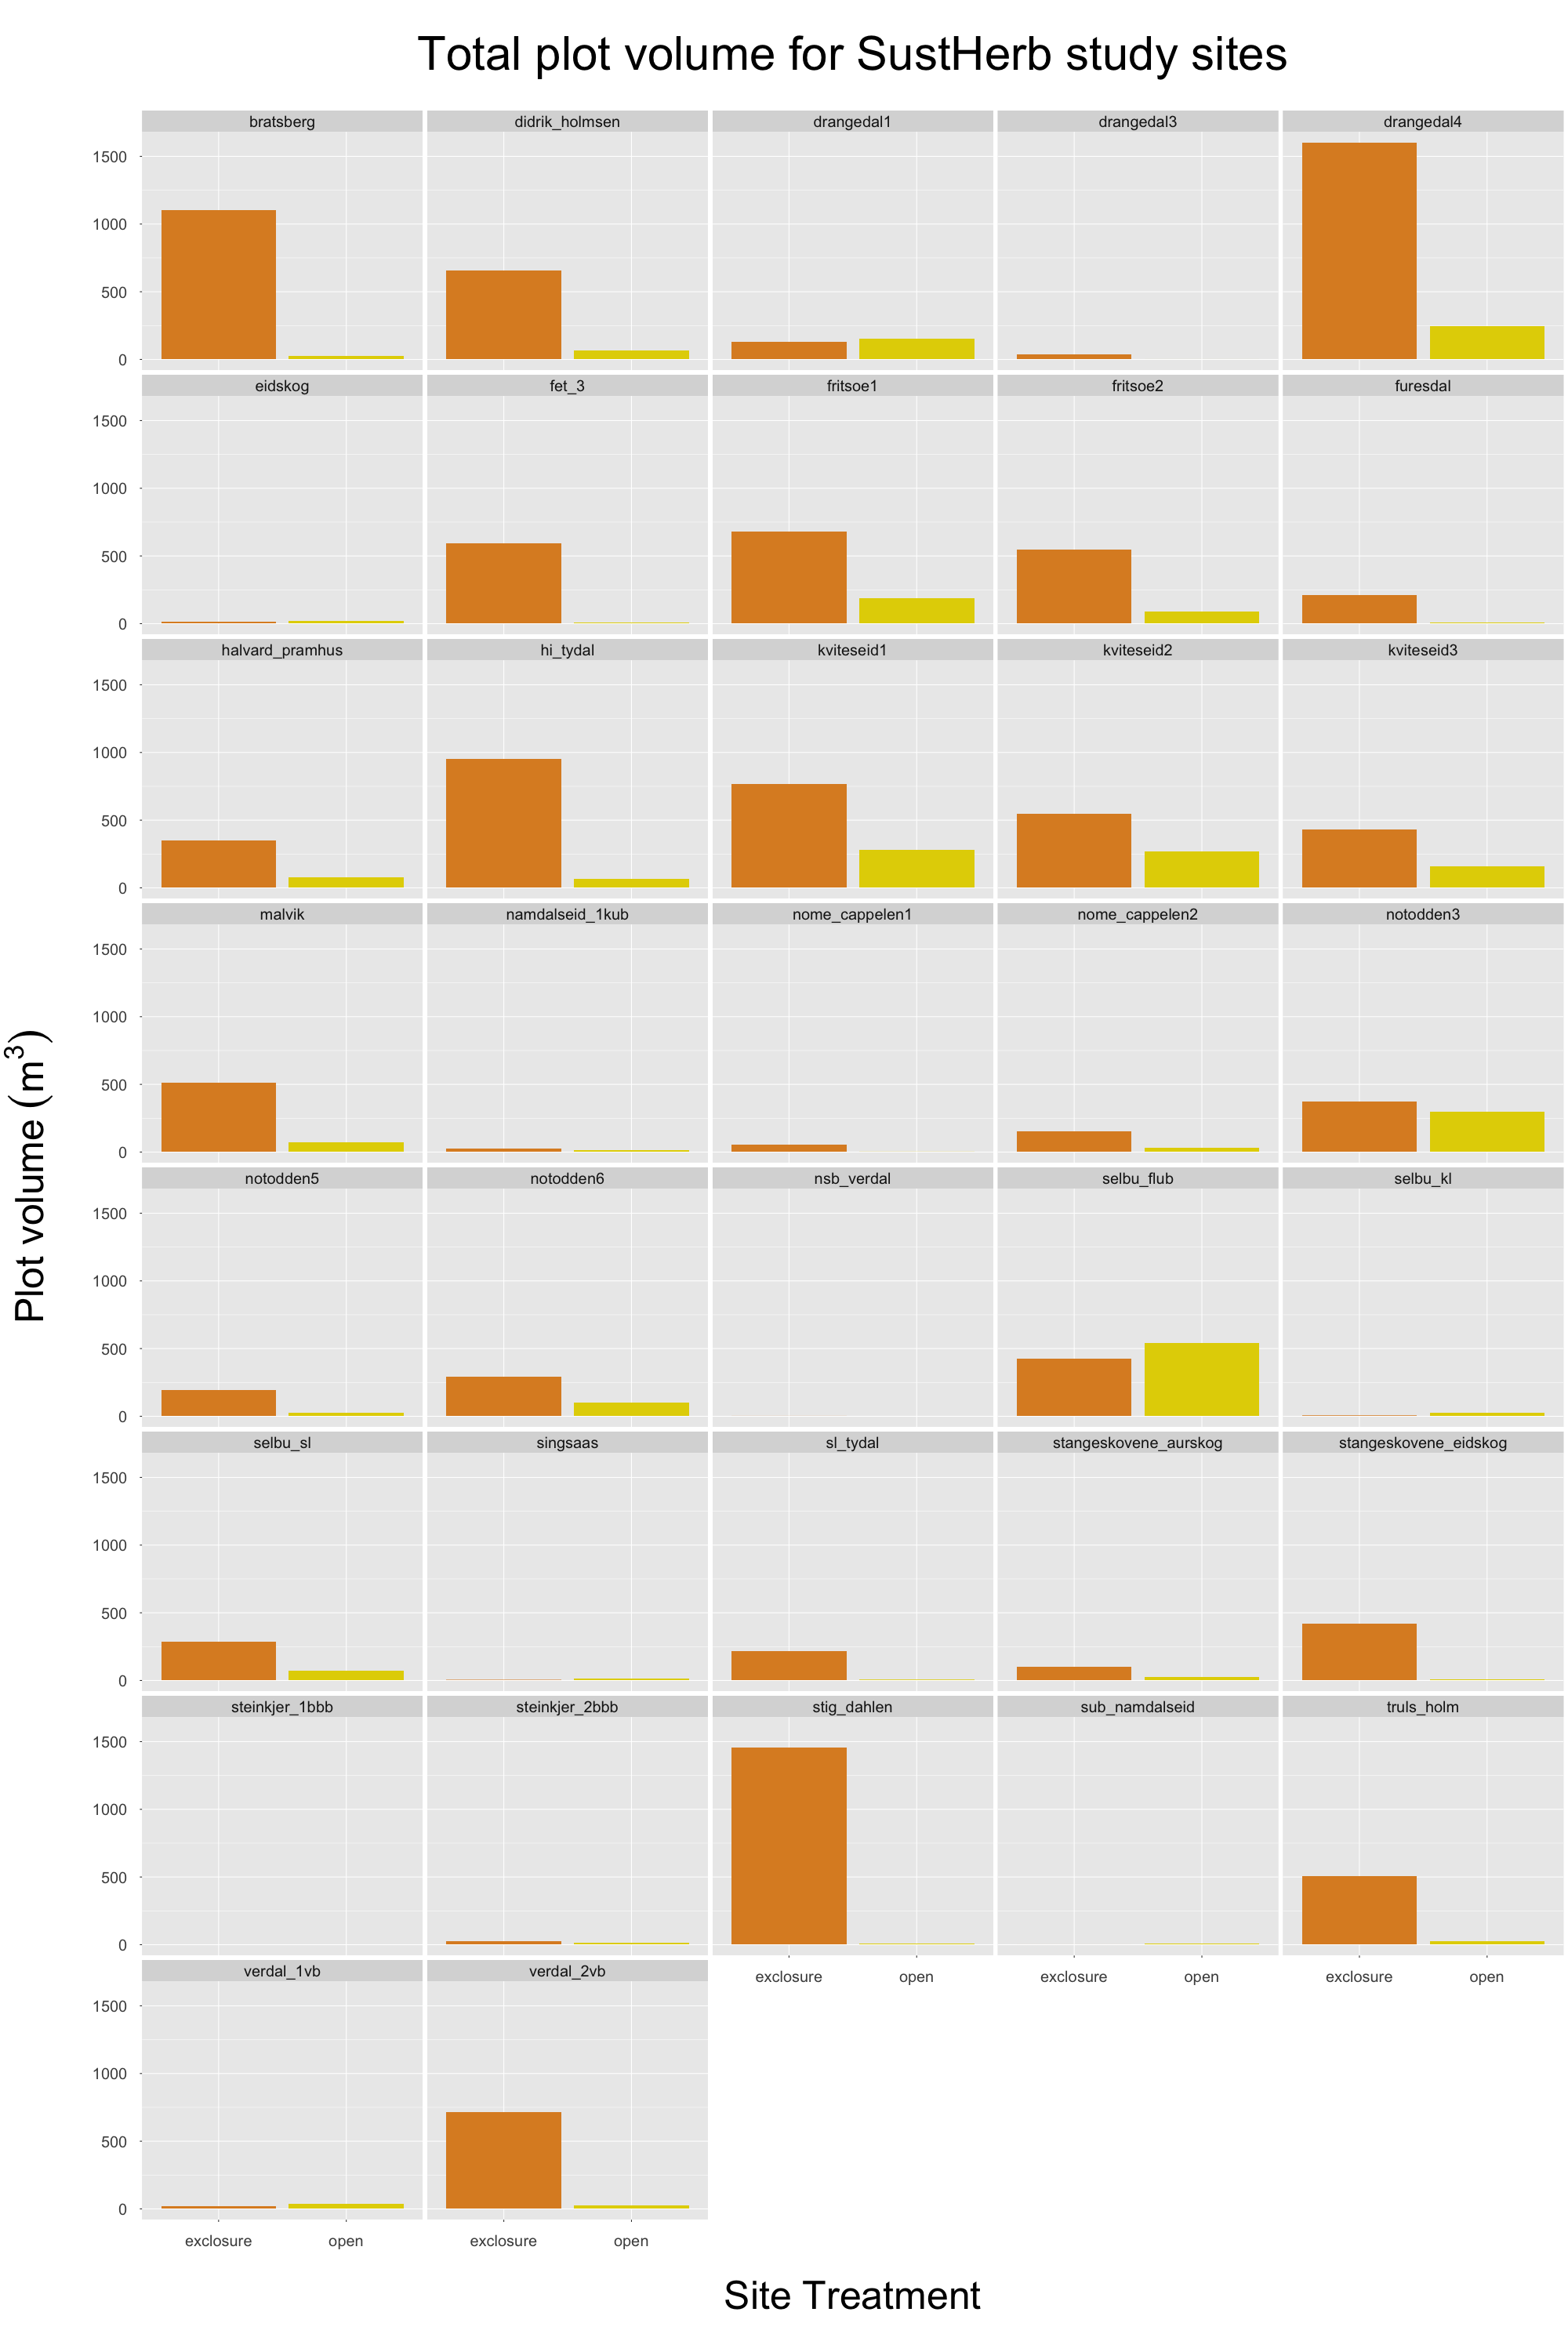 Total plot volume for SustHerb study sites
bratsberg didrik_holmsen drangedal1 drangedal3 drangedal4
1500
1000
500
0
eidskog fet_3 fritsoe1 fritsoe2 furesdal
1500
1000
500
0
halvard_pramhus hi_tydal kviteseid1 kviteseid2 kviteseid3
1500
1000
500
0
malvik namdalseid_1kub nome_cappelen1 nome_cappelen2 notodden3
1500
1000
500
0
Plot volume (m³)
notodden5 notodden6 nsb_verdal selbu_flub selbu_kl
1500
1000
500
0
selbu_sl singsaas sl_tydal stangeskovene_aurskog stangeskovene_eidskog
1500
1000
500
0
steinkjer_1bbb steinkjer_2bbb stig_dahlen sub_namdalseid truls_holm
1500
1000
500
0
verdal_1vb verdal_2vb
exclosure open exclosure open exclosure open
1500
1000
500
0
exclosure open exclosure open
Site Treatment